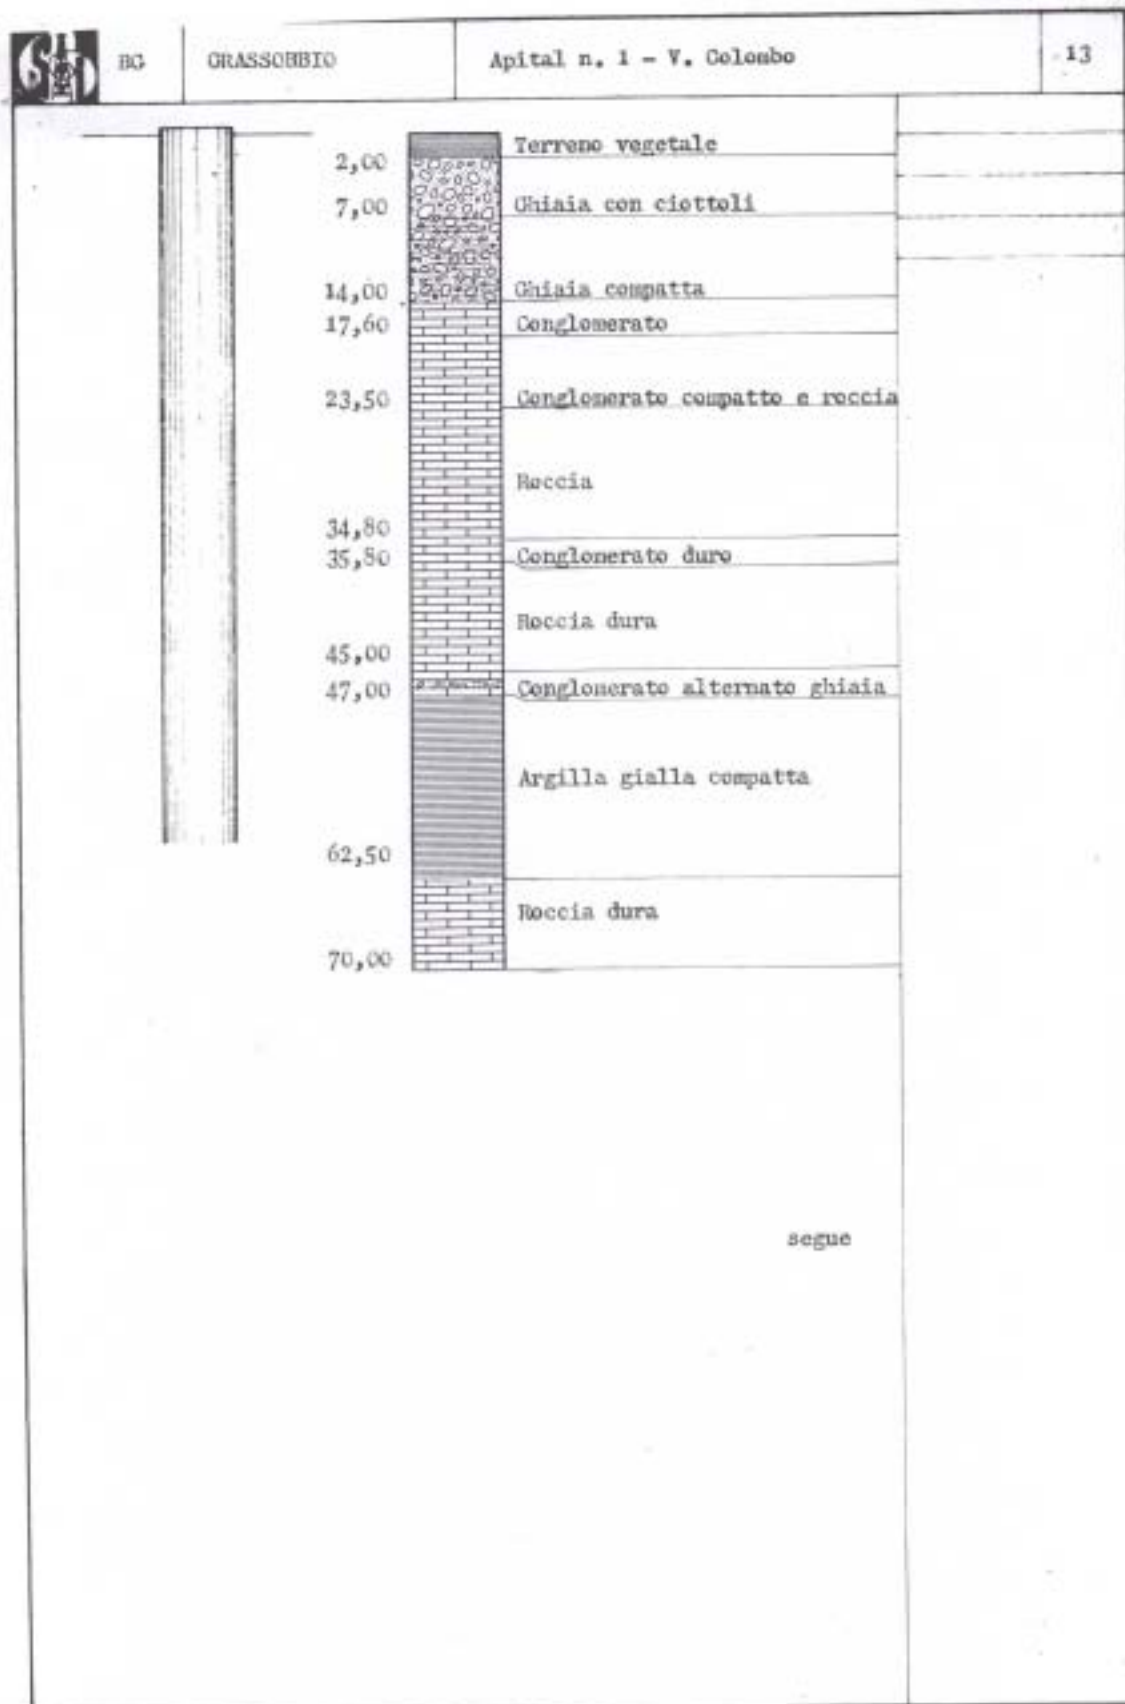 BG GRASSOBBIO Apital n. 1 - V. Colombo 13
Terreno vegetale
2,00
7,00 Ghiaia con ciottoli
14,00 Ghiaia compatta
17,60 Conglomerato
23,50 Conglomerato compatto e roccia
Roccia
34,80
35,80 Conglomerato duro
Roccia dura
45,00
47,00 Conglomerato alternato ghiaia
Argilla gialla compatta
62,50
Roccia dura
70,00
segue